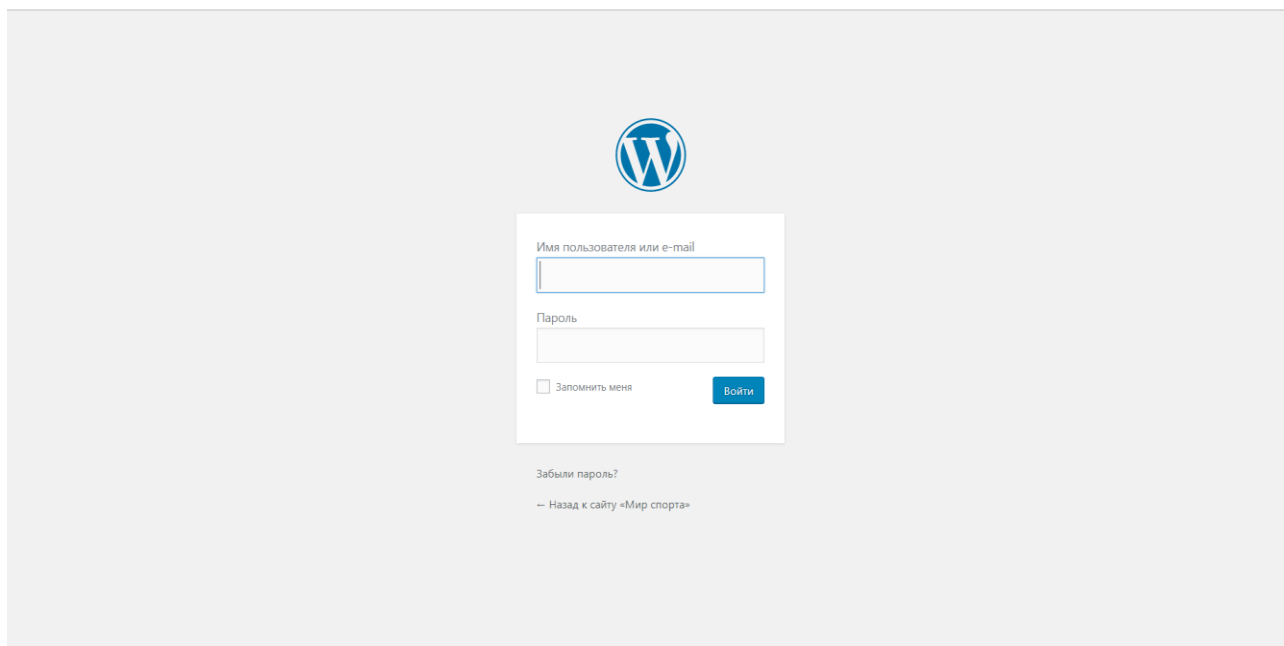 Имя пользователя или e-mail
Пароль
Запомнить меня
Войти
Забыли пароль?
← Назад к сайту «Мир спорта»